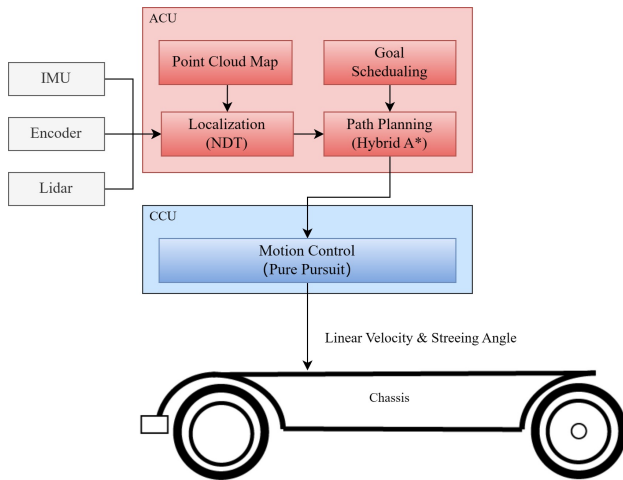 ACU
Point Cloud Map
Goal
Schedualing
IMU
Encoder
Lidar
Localization
(NDT)
Path Planning
(Hybrid A*)
CCU
Motion Control
(Pure Pursuit)
Linear Velocity & Streeing Angle
Chassis